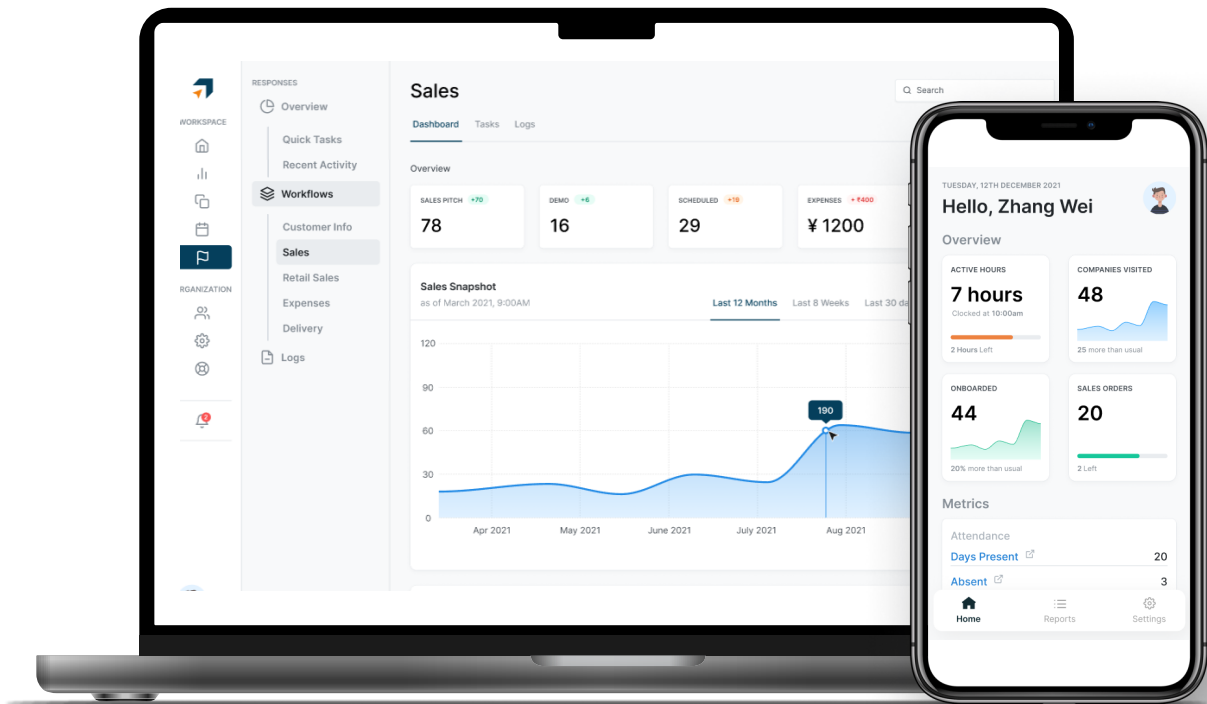 WORKSPACE
RGANIZATION
2
RESPONSES
Overview
Quick Tasks
Recent Activity
Workflows
Customer Info
Sales
Retail Sales
Expenses
Delivery
Logs
Sales
Search
Dashboard Tasks Logs
Overview
SALES PITCH +70
78
DEMO +6
16
SCHEDULED +19
29
EXPENSES + ₹400
¥ 1200
Sales Snapshot
as of March 2021, 9:00AM
Last 12 Months Last 8 Weeks Last 30 da
120
90
60
30
0
190
Apr 2021 May 2021 June 2021 July 2021 Aug 2021
TUESDAY, 12TH DECEMBER 2021
Hello, Zhang Wei
Overview
ACTIVE HOURS
7 hours
Clocked at 10:00am
2 Hours Left
COMPANIES VISITED
48
25 more than usual
ONBOARDED
44
20% more than usual
SALES ORDERS
20
2 Left
Metrics
Attendance
Days Present 20
Absent 3
Home Reports Settings